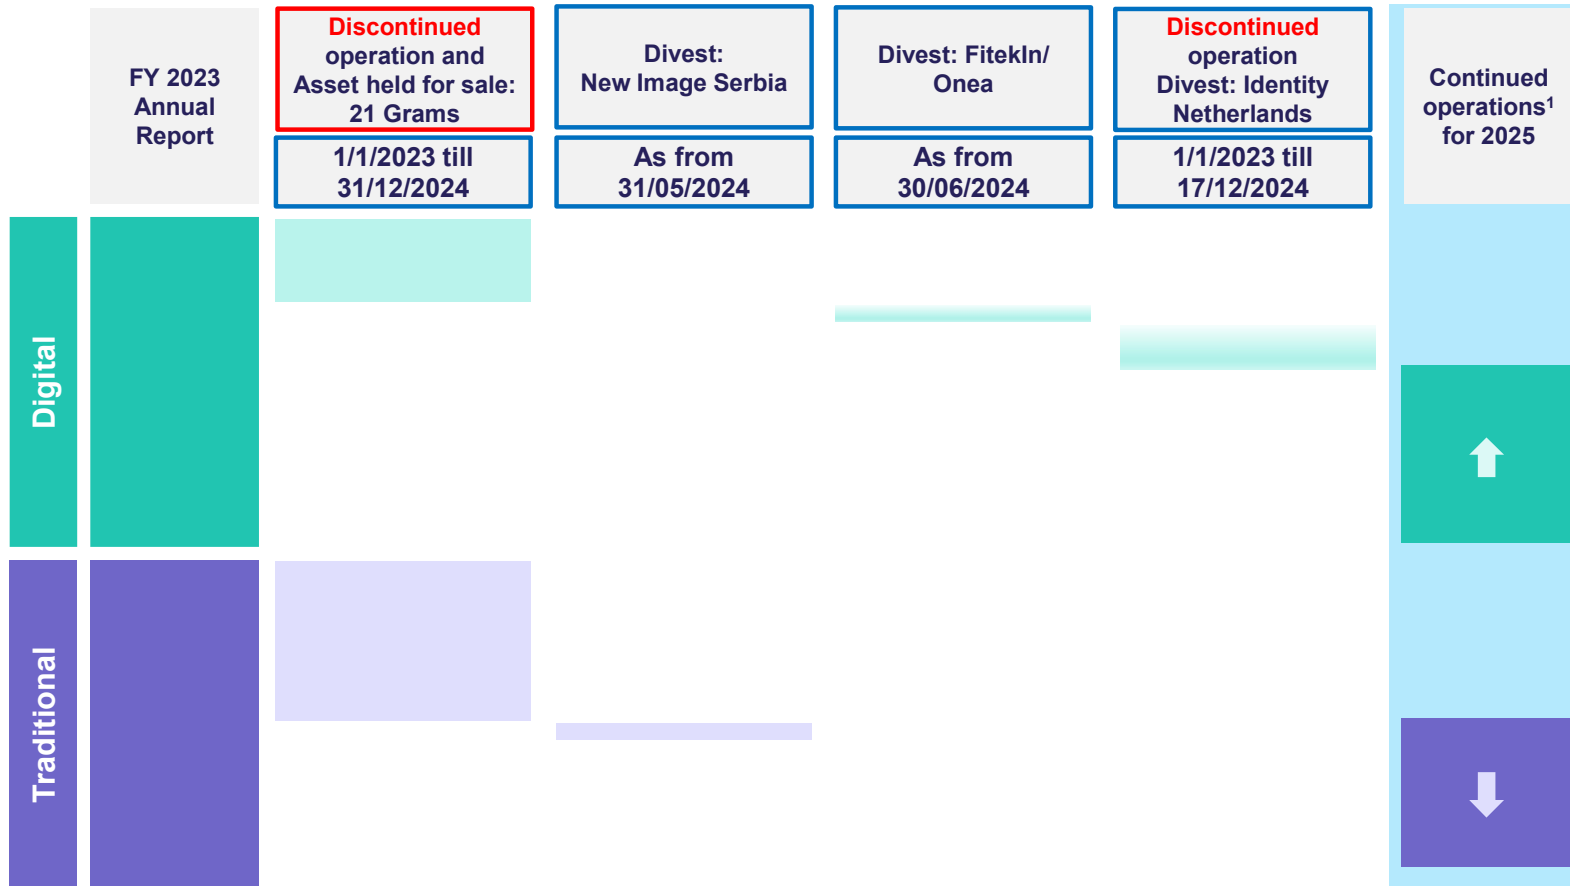 FY 2023
Annual
Report
Discontinued
operation and
Asset held for sale:
21 Grams
1/1/2023 till
31/12/2024
Divest:
New Image Serbia
As from
31/05/2024
Divest: FitekIn/
Onea
As from
30/06/2024
Discontinued
operation
Divest: Identity
Netherlands
1/1/2023 till
17/12/2024
Continued
operations¹
for 2025
Digital
Traditional